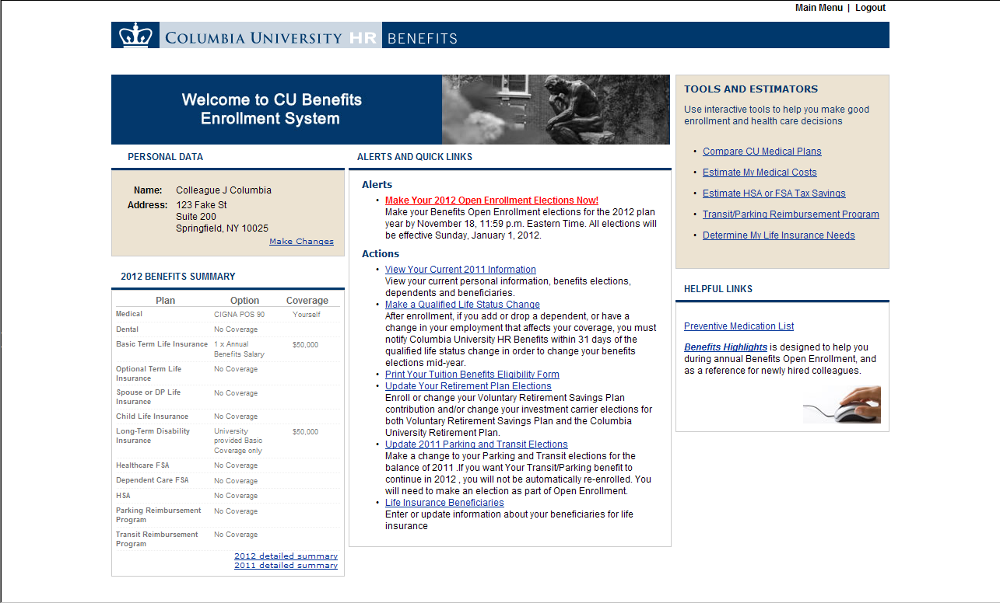 Main Menu | Logout
COLUMBIA UNIVERSITY HR BENEFITS
Welcome to CU Benefits
Enrollment System
PERSONAL DATA
Name: Colleague J Columbia
Address: 123 Fake St
Suite 200
Springfield, NY 10025
Make Changes
2012 BENEFITS SUMMARY
Plan Option Coverage
Medical CIGNA POS 90 Yourself
Dental No Coverage
Basic Term Life Insurance 1 x Annual $50,000
Benefits Salary
Optional Term Life No Coverage
Insurance
Spouse or DP Life No Coverage
Insurance
Child Life Insurance No Coverage
Long-Term Disability University $50,000
Insurance provided Basic
Coverage only
Healthcare FSA No Coverage
Dependent Care FSA No Coverage
HSA No Coverage
Parking Reimbursement No Coverage
Program
Transit Reimbursement No Coverage
Program
2012 detailed summary
2011 detailed summary
ALERTS AND QUICK LINKS
Alerts
• Make Your 2012 Open Enrollment Elections Now!
Make your Benefits Open Enrollment elections for the 2012 plan
year by November 18, 11:59 p.m. Eastern Time. All elections will
be effective Sunday, January 1, 2012.
Actions
• View Your Current 2011 Information
View your current personal information, benefits elections,
dependents and beneficiaries.
• Make a Qualified Life Status Change
After enrollment, if you add or drop a dependent, or have a
change in your employment that affects your coverage, you must
notify Columbia University HR Benefits within 31 days of the
qualified life status change in order to change your benefits
elections mid-year.
• Print Your Tuition Benefits Eligibility Form
• Update Your Retirement Plan Elections
Enroll or change your Voluntary Retirement Savings Plan
contribution and/or change your investment carrier elections for
both Voluntary Retirement Savings Plan and the Columbia
University Retirement Plan.
• Update 2011 Parking and Transit Elections
Make a change to your Parking and Transit elections for the
balance of 2011 .If you want Your Transit/Parking benefit to
continue in 2012 , you will not be automatically re-enrolled. You
will need to make an election as part of Open Enrollment.
• Life Insurance Beneficiaries
Enter or update information about your beneficiaries for life
insurance
TOOLS AND ESTIMATORS
Use interactive tools to help you make good
enrollment and health care decisions
• Compare CU Medical Plans
• Estimate My Medical Costs
• Estimate HSA or FSA Tax Savings
• Transit/Parking Reimbursement Program
• Determine My Life Insurance Needs
HELPFUL LINKS
Preventive Medication List
Benefits Highlights is designed to help you
during annual Benefits Open Enrollment, and
as a reference for newly hired colleagues.